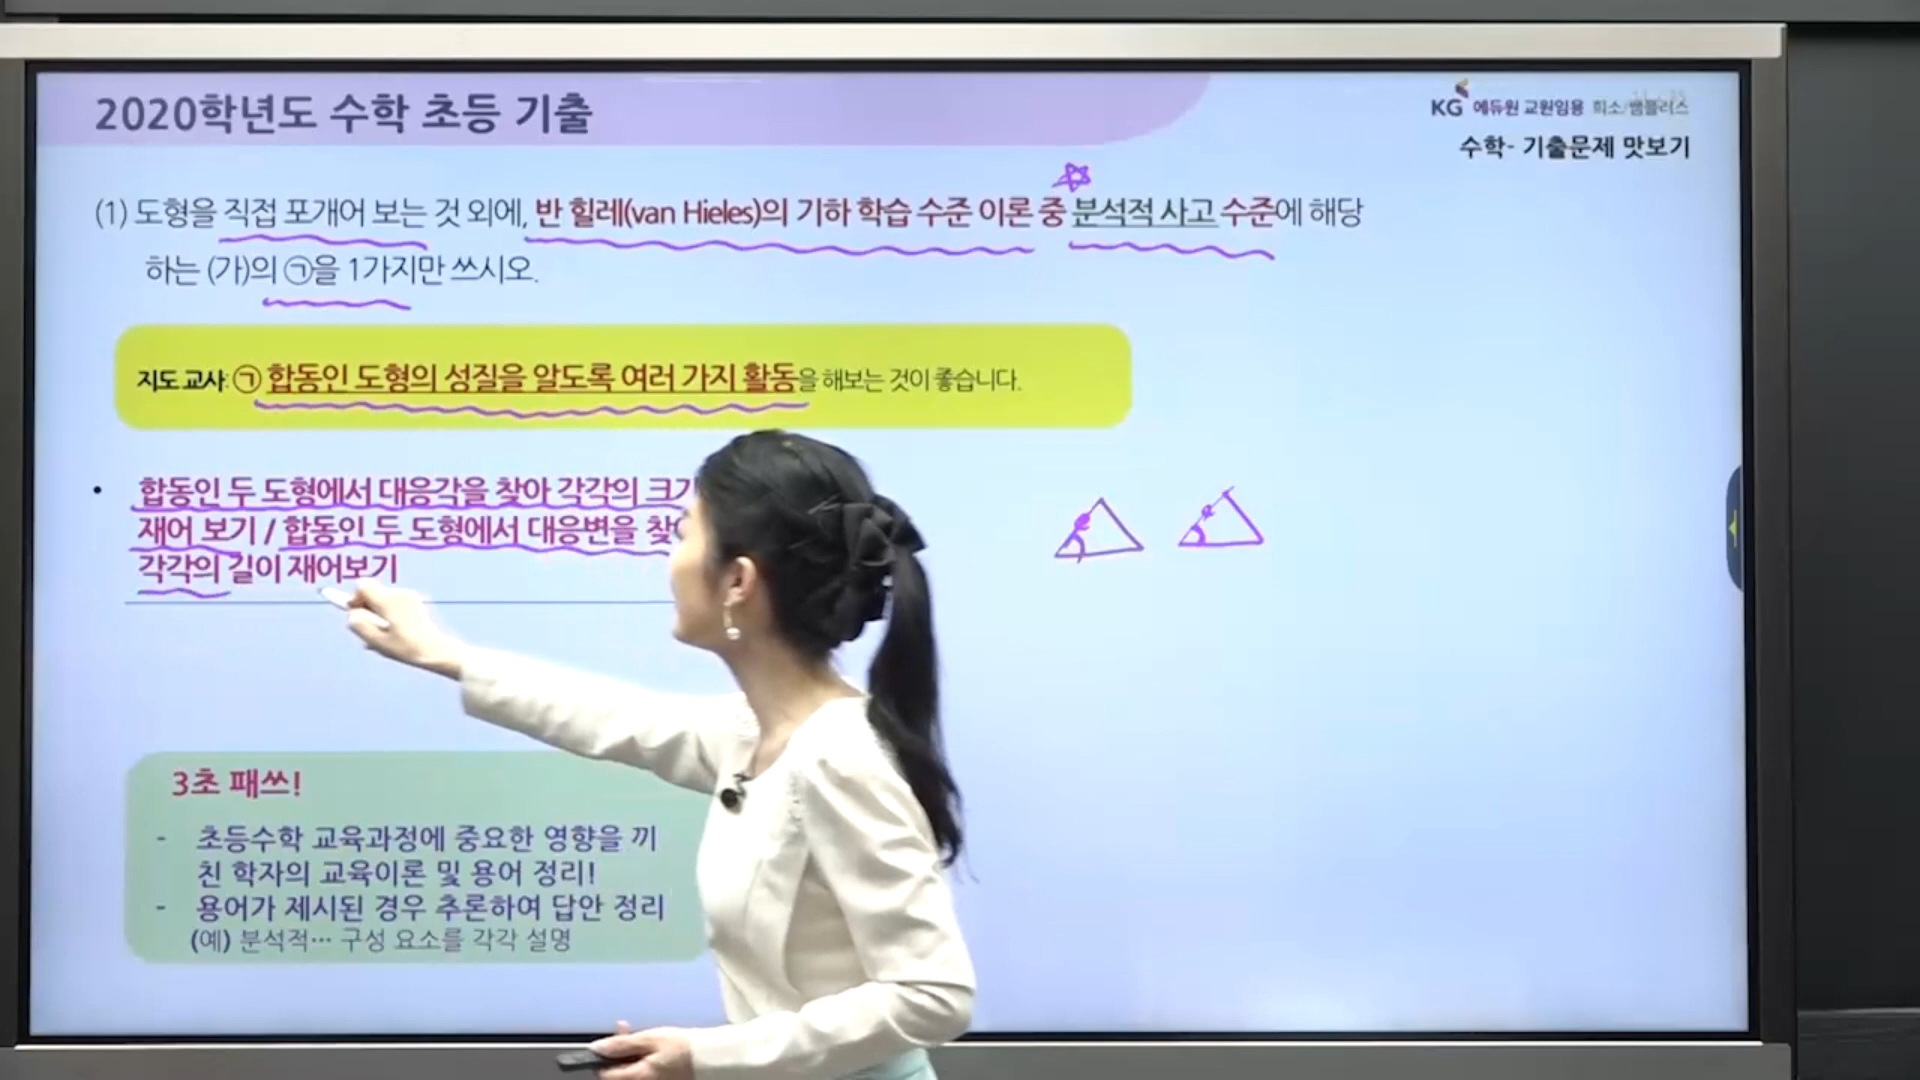 2020학년도 수학 초등 기출
KG 에듀원 교원임용 희소/쌤플러스
수학- 기출문제 맛보기
(1) 도형을 직접 포개어 보는 것 외에, 반 힐레(van Hieles)의 기하 학습 수준 이론 중 분석적 사고 수준에 해당
하는 (가)의 ㉠을 1가지만 쓰시오.
지도 교사: ㉠ 합동인 도형의 성질을 알도록 여러 가지 활동을 해보는 것이 좋습니다.
• 합동인 두 도형에서 대응각을 찾아 각각의
재어 보기 / 합동인 두 도형에서 대응변을
각각의 길이 재어보기
3초 패쓰!
- 초등수학 교육과정에 중요한 영향을 끼
친 학자의 교육이론 및 용어 정리!
- 용어가 제시된 경우 추론하여 답안 정리
(예) 분석적… 구성 요소를 각각 설명